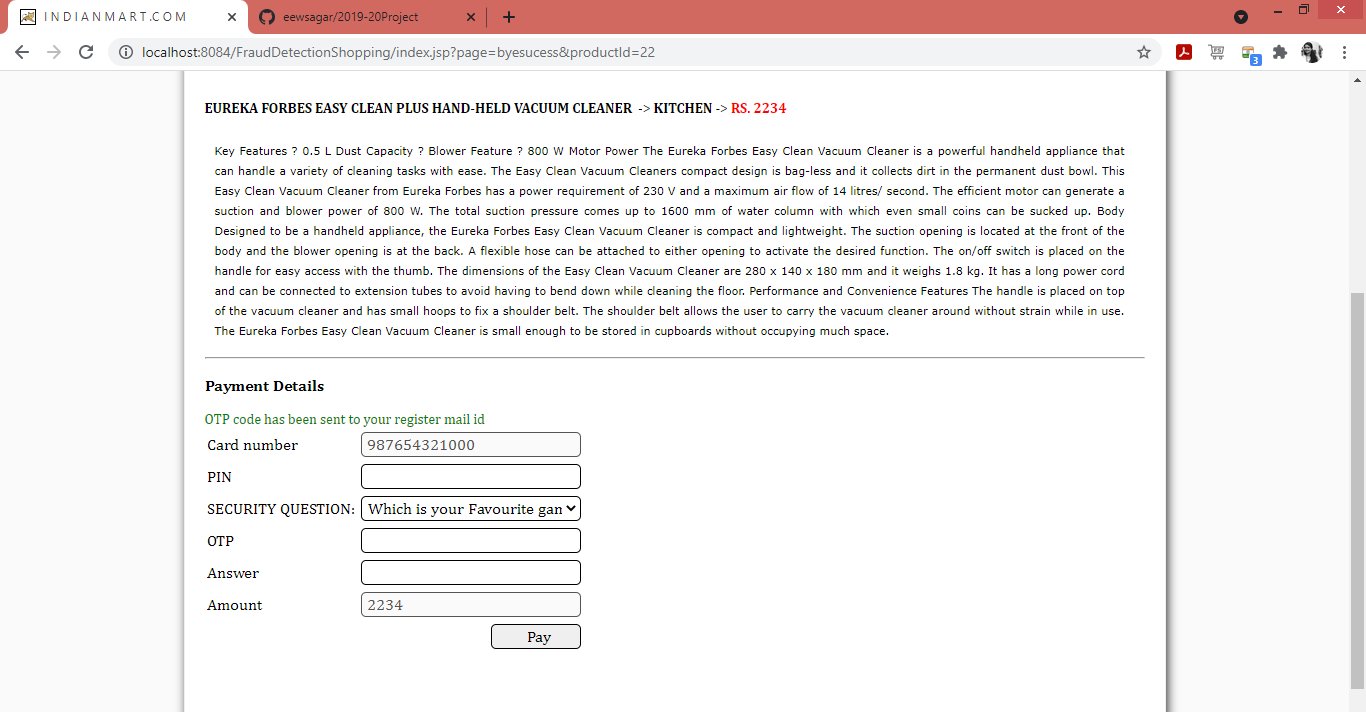 INDIANMART.COM
eewsagar/2019-20Project
localhost:8084/FraudDetectionShopping/index.jsp?page=byesucess&productId=22
3
EUREKA FORBES EASY CLEAN PLUS HAND-HELD VACUUM CLEANER -> KITCHEN -> RS. 2234
Key Features ? 0.5 L Dust Capacity ? Blower Feature ? 800 W Motor Power The Eureka Forbes Easy Clean Vacuum Cleaner is a powerful handheld appliance that
can handle a variety of cleaning tasks with ease. The Easy Clean Vacuum Cleaners compact design is bag-less and it collects dirt in the permanent dust bowl. This
Easy Clean Vacuum Cleaner from Eureka Forbes has a power requirement of 230 V and a maximum air flow of 14 litres/ second. The efficient motor can generate a
suction and blower power of 800 W. The total suction pressure comes up to 1600 mm of water column with which even small coins can be sucked up. Body
Designed to be a handheld appliance, the Eureka Forbes Easy Clean Vacuum Cleaner is compact and lightweight. The suction opening is located at the front of the
body and the blower opening is at the back. A flexible hose can be attached to either opening to activate the desired function. The on/off switch is placed on the
handle for easy access with the thumb. The dimensions of the Easy Clean Vacuum Cleaner are 280 x 140 x 180 mm and it weighs 1.8 kg. It has a long power cord
and can be connected to extension tubes to avoid having to bend down while cleaning the floor. Performance and Convenience Features The handle is placed on top
of the vacuum cleaner and has small hoops to fix a shoulder belt. The shoulder belt allows the user to carry the vacuum cleaner around without strain while in use.
The Eureka Forbes Easy Clean Vacuum Cleaner is small enough to be stored in cupboards without occupying much space.
Payment Details
OTP code has been sent to your register mail id
Card number 987654321000
PIN
SECURITY QUESTION: Which is your Favourite gan
OTP
Answer
Amount 2234
Pay